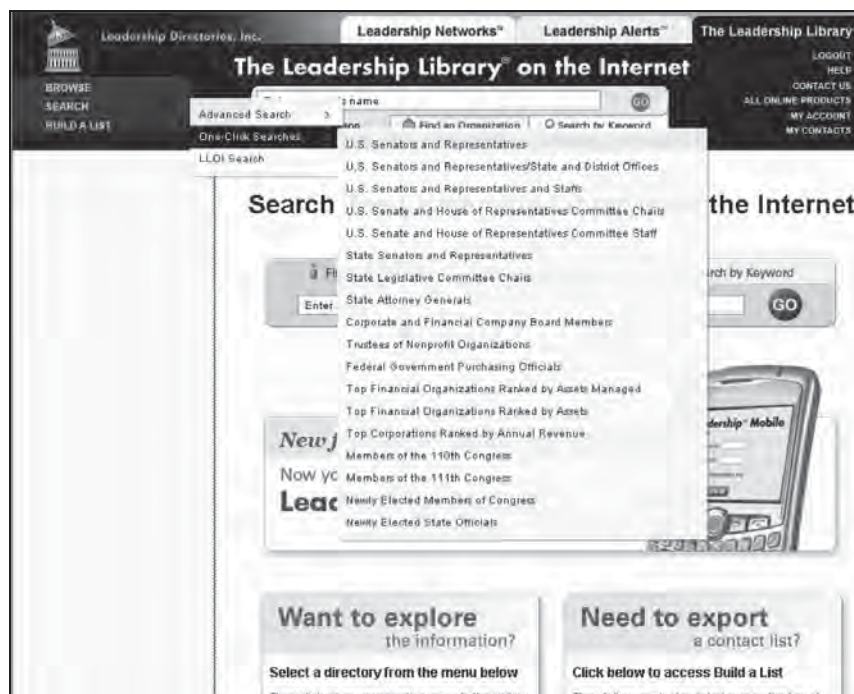 Leadership Directories, Inc.
Leadership Networks℠
Leadership Alerts™
The Leadership Library
The Leadership Library® on the Internet
LOGOUT
HELP
CONTACT US
ALL ONLINE PRODUCTS
MY ACCOUNT
MY CONTACTS
BROWSE
SEARCH
BUILD A LIST
name
GO
Find an Organization
Search by Keyword
Advanced Search >
One-Click Searches
LLOI Search
U.S. Senators and Representatives
U.S. Senators and Representatives/State and District Offices
U.S. Senators and Representatives and Staffs
U.S. Senate and House of Representatives Committee Chairs
U.S. Senate and House of Representatives Committee Staff
State Senators and Representatives
State Legislative Committee Chairs
State Attorney Generals
Corporate and Financial Company Board Members
Trustees of Nonprofit Organizations
Federal Government Purchasing Officials
Top Financial Organizations Ranked by Assets Managed
Top Financial Organizations Ranked by Assets
Top Corporations Ranked by Annual Revenue
Members of the 110th Congress
Members of the 111th Congress
Newly Elected Members of Congress
Newly Elected State Officials
Search
the Internet
rch by Keyword
Enter
GO
New f
Now yo
Leac
dership™ Mobile
Want to explore
the information?
Select a directory from the menu below
Need to export
a contact list?
Click below to access Build a List